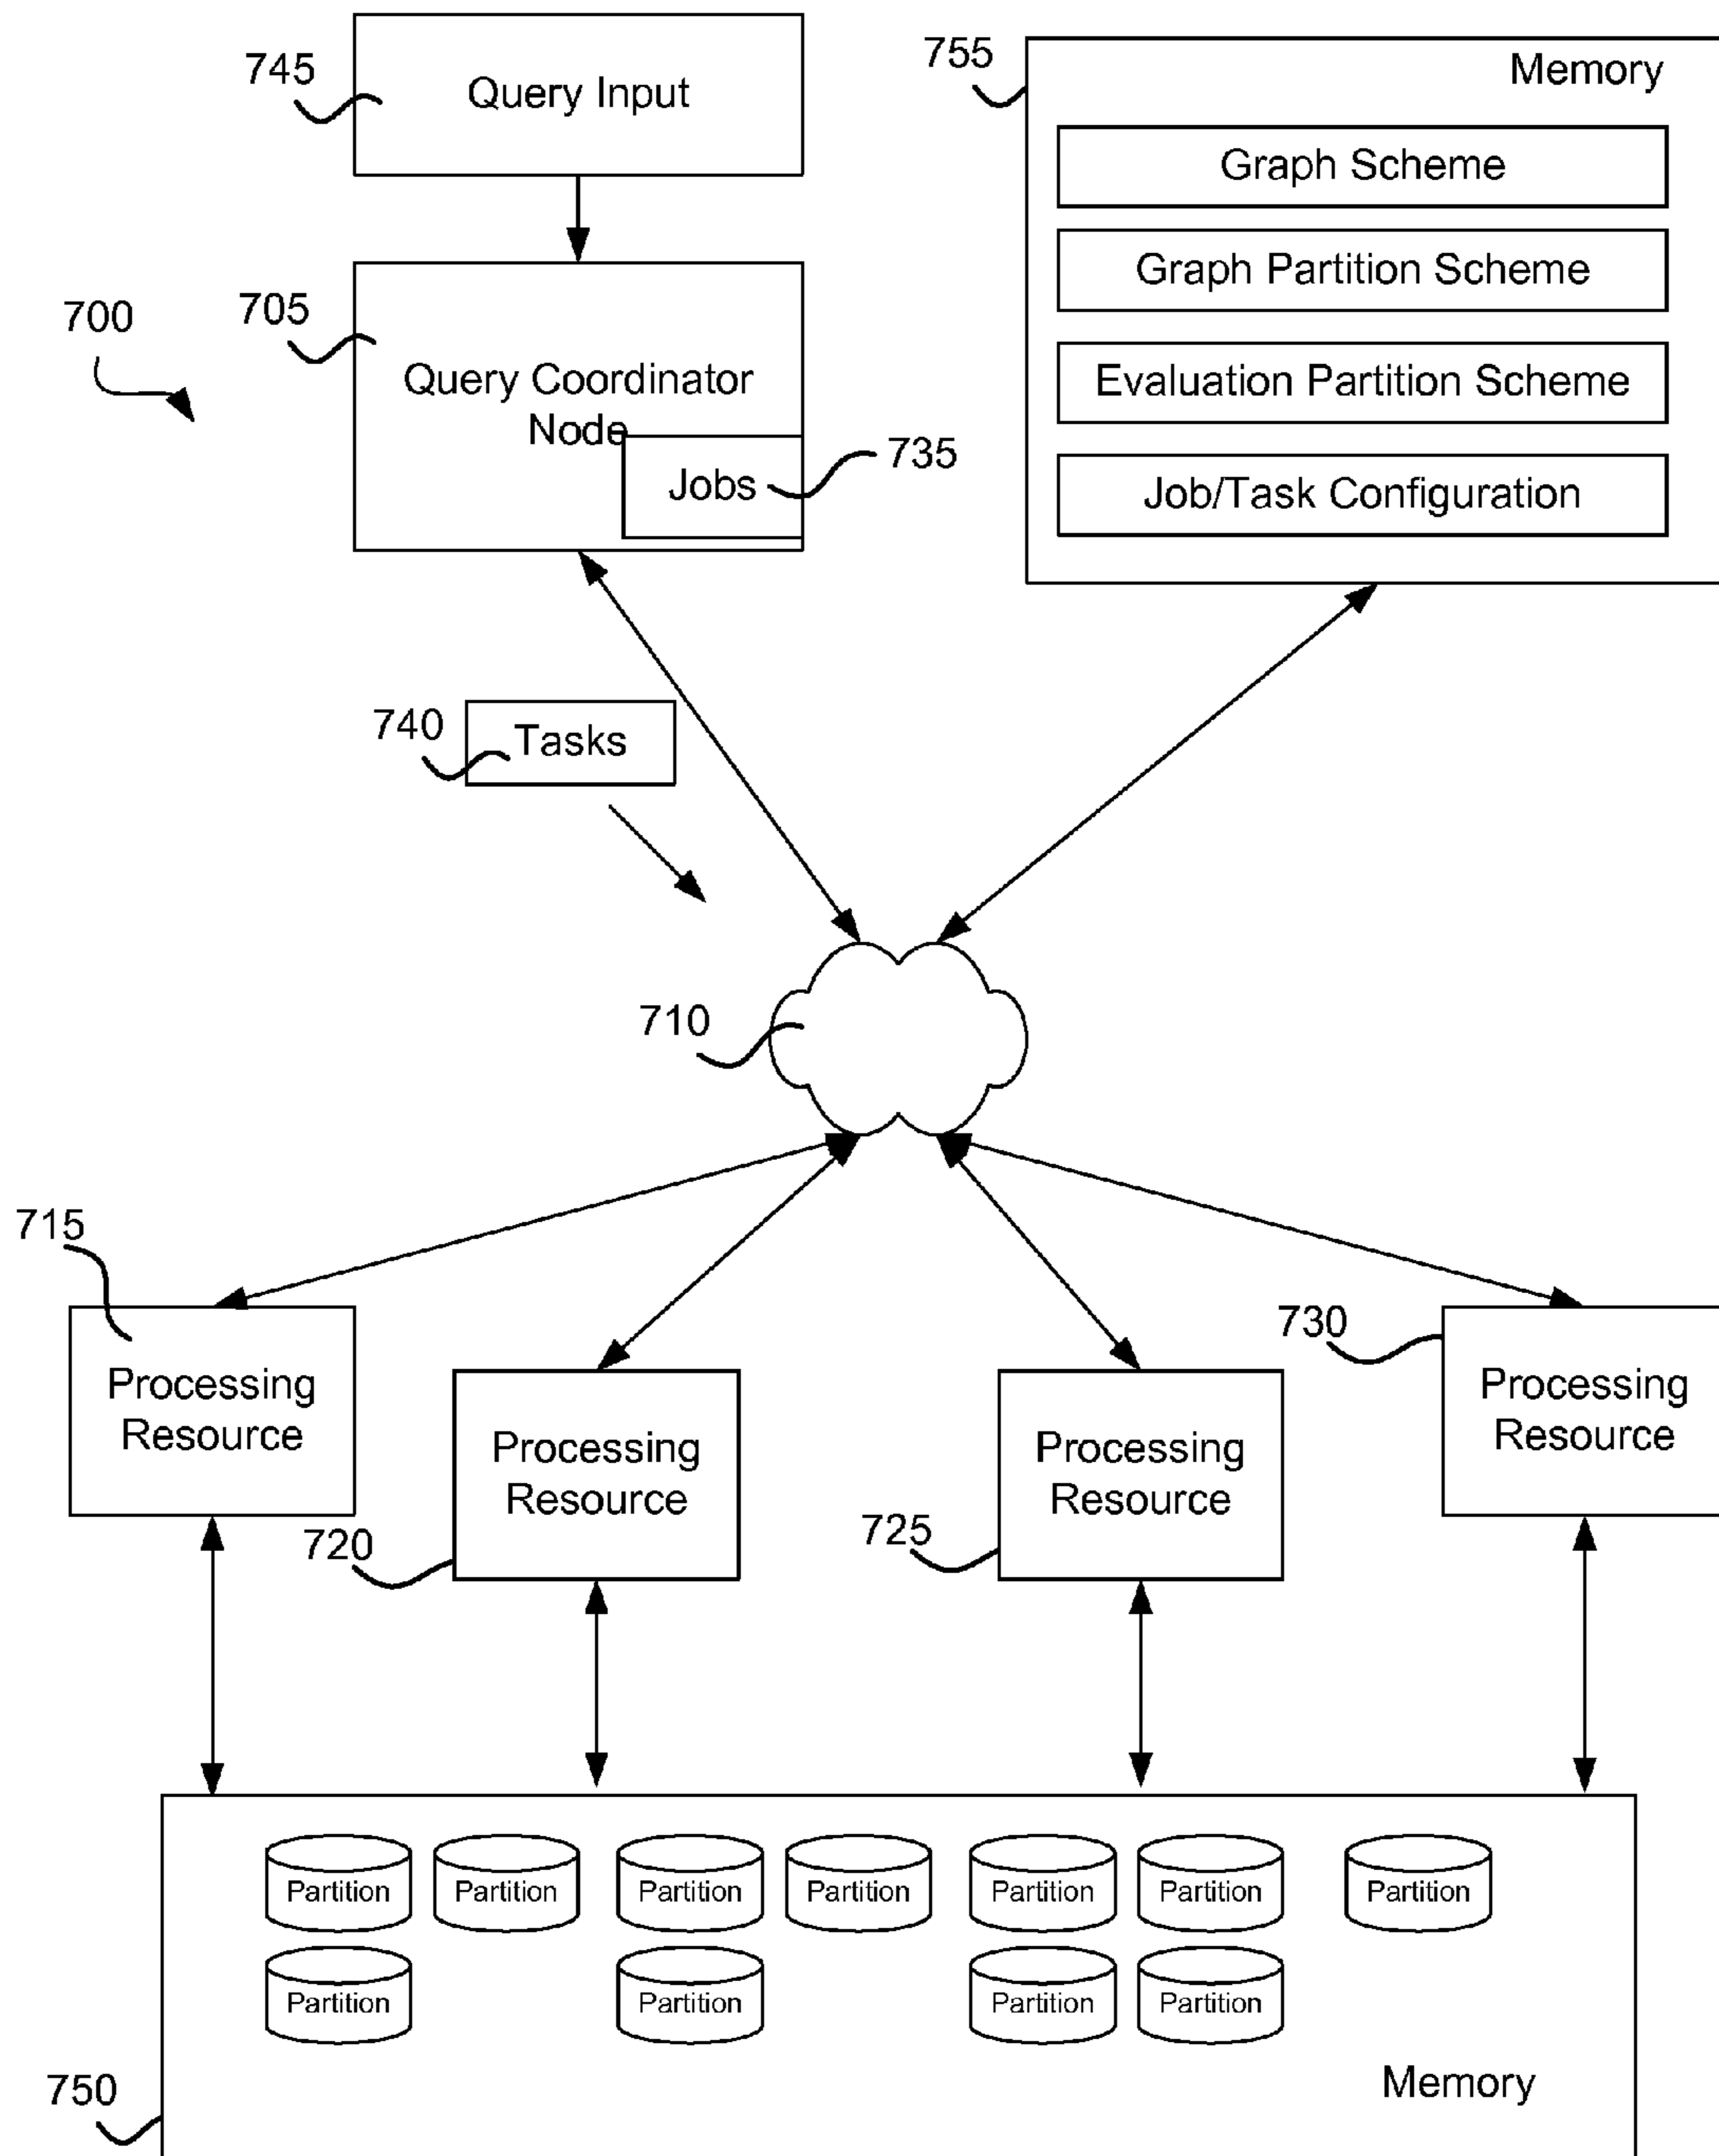 745
Query Input
755
Memory
Graph Scheme
Graph Partition Scheme
Evaluation Partition Scheme
Job/Task Configuration
700
705
Query Coordinator
Node
Jobs
735
740
Tasks
710
715
Processing
Resource
720
Processing
Resource
725
Processing
Resource
730
Processing
Resource
Partition
Partition
Partition
Partition
Partition
Partition
Partition
Partition
Partition
Partition
Partition
750
Memory